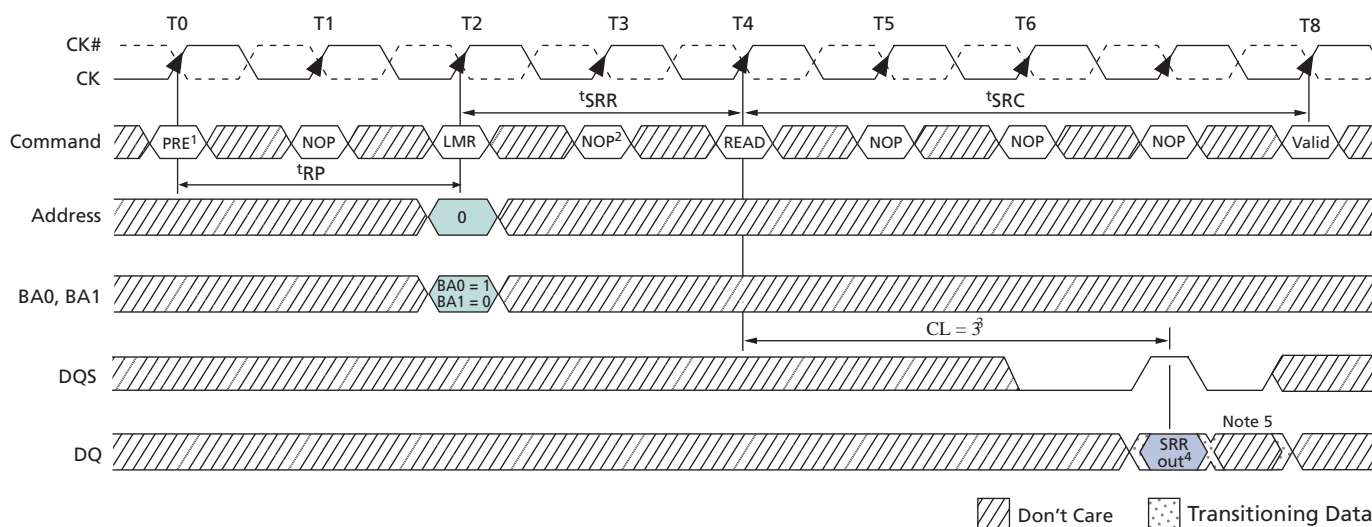 T0 T1 T2 T3 T4 T5 T6 T8
CK#
CK
tSRR tSRC
Command PRE1 NOP LMR NOP2 READ NOP NOP NOP Valid
tRP
Address 0
BA0, BA1 BA0 = 1
BA1 = 0
CL = 33
DQS
Note 5
DQ SRR
out4
Don't Care Transitioning Data